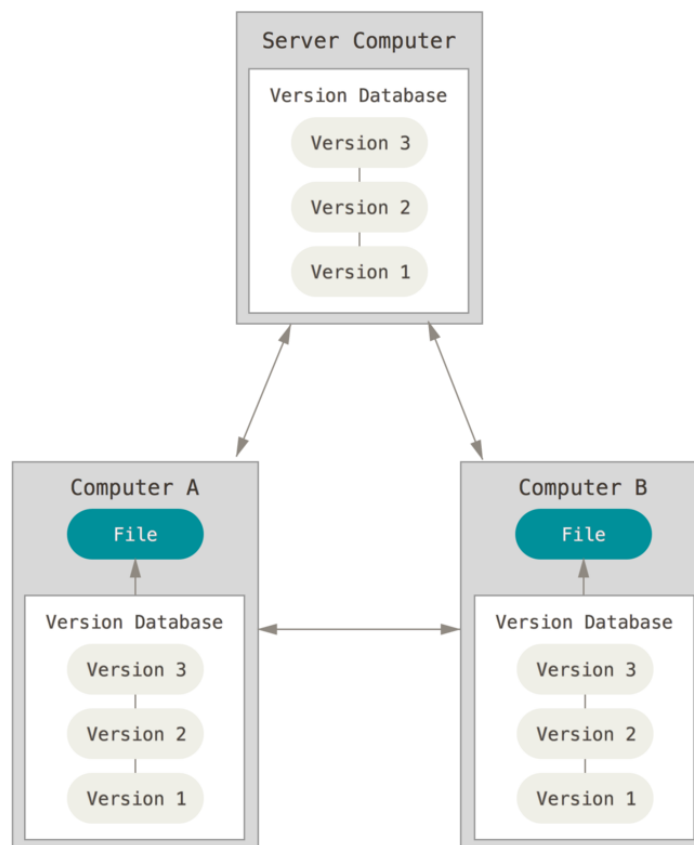 Server Computer
Version Database
Version 3
Version 2
Version 1
Computer A
File
Version Database
Version 3
Version 2
Version 1
Computer B
File
Version Database
Version 3
Version 2
Version 1